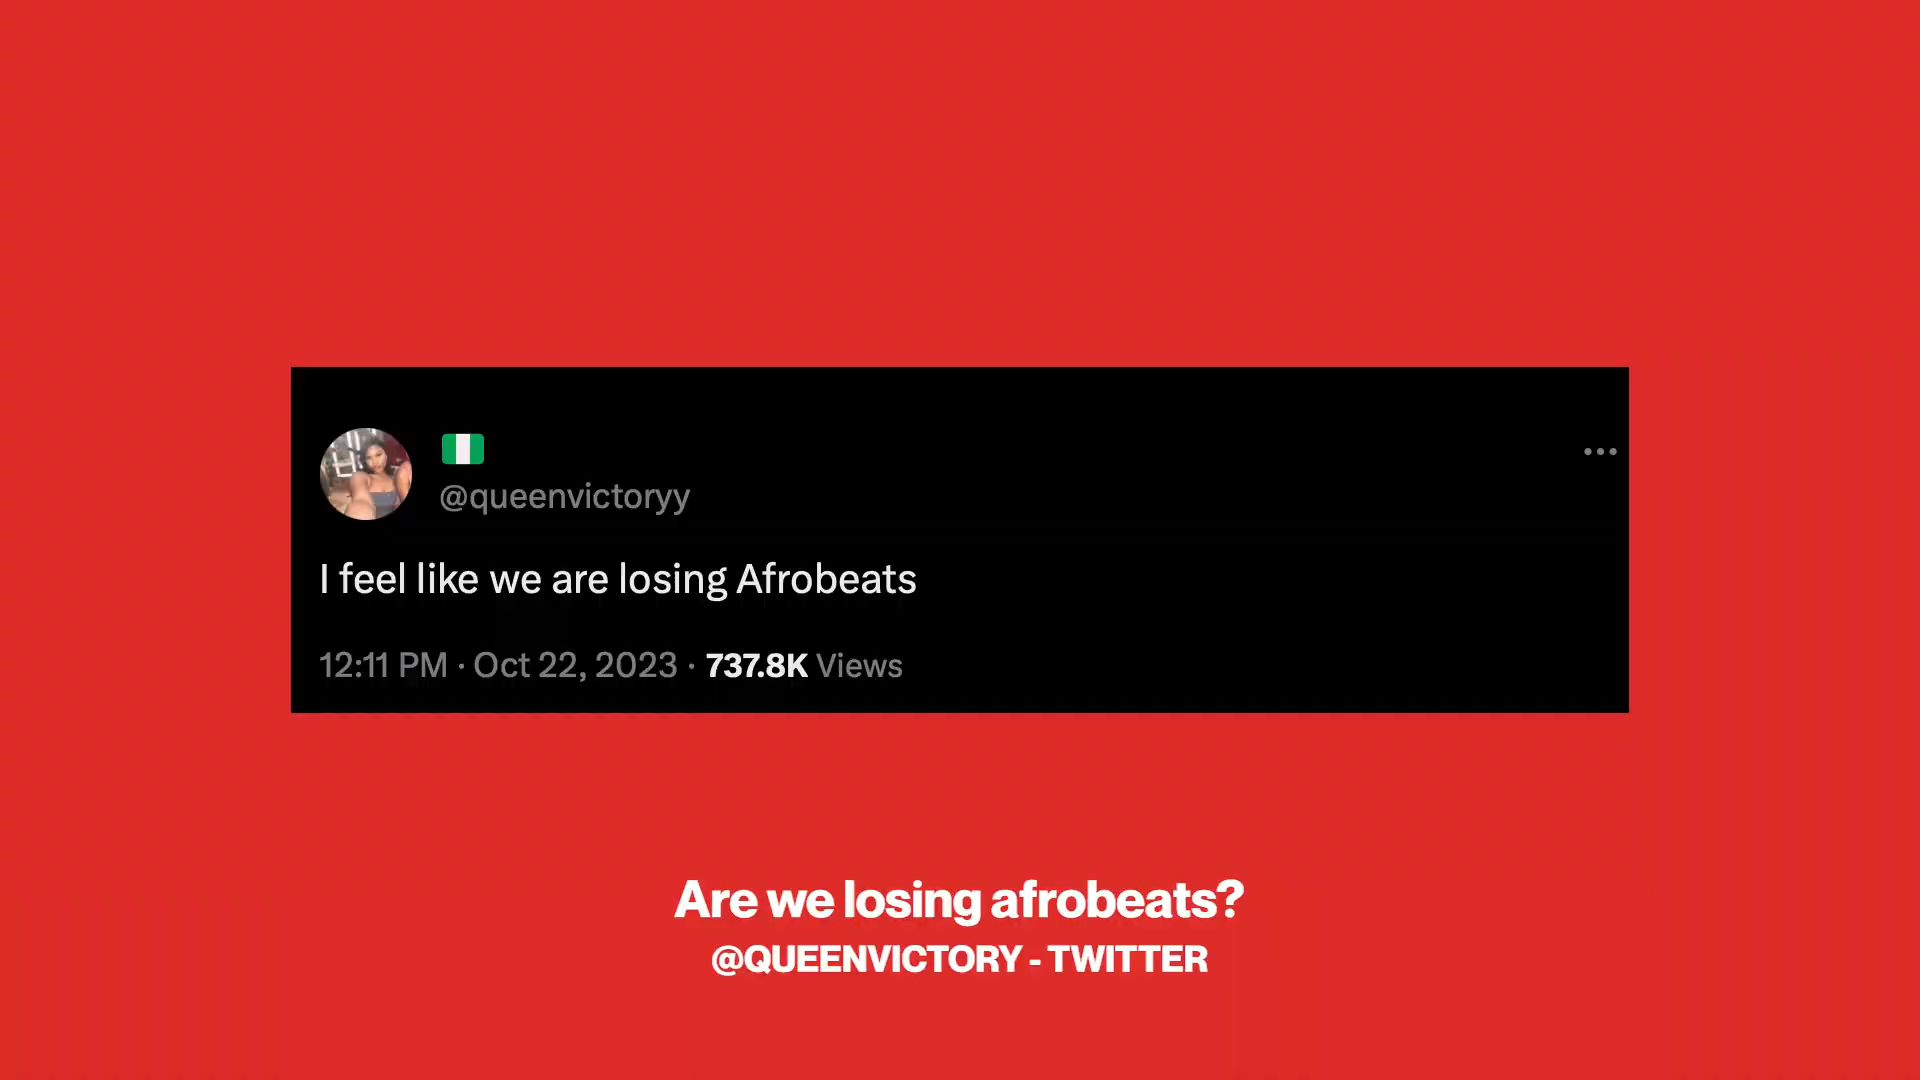 🇳🇬
@queenvictoryy
I feel like we are losing Afrobeats
12:11 PM · Oct 22, 2023 · 737.8K Views
Are we losing afrobeats?
@QUEENVICTORY - TWITTER